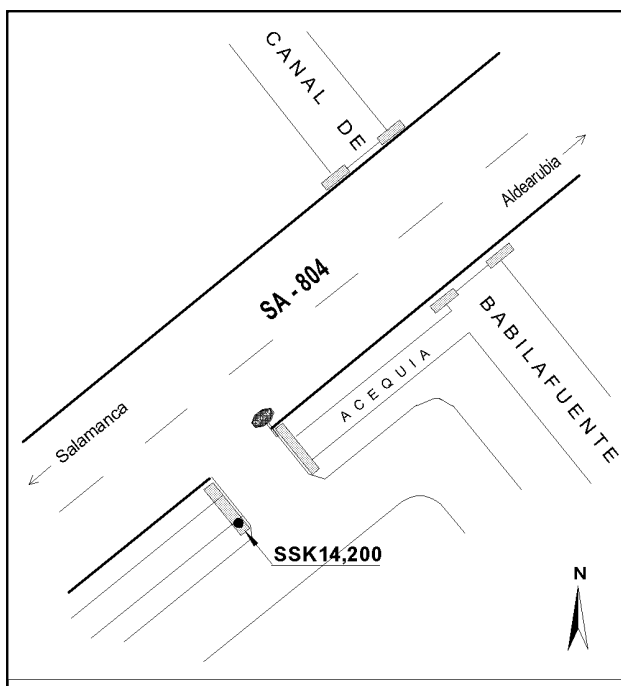 CANAL DE
BABILAFUENTE
Aldearubia
SA - 804
ACEQUIA
Salamanca
SSK14,200
N